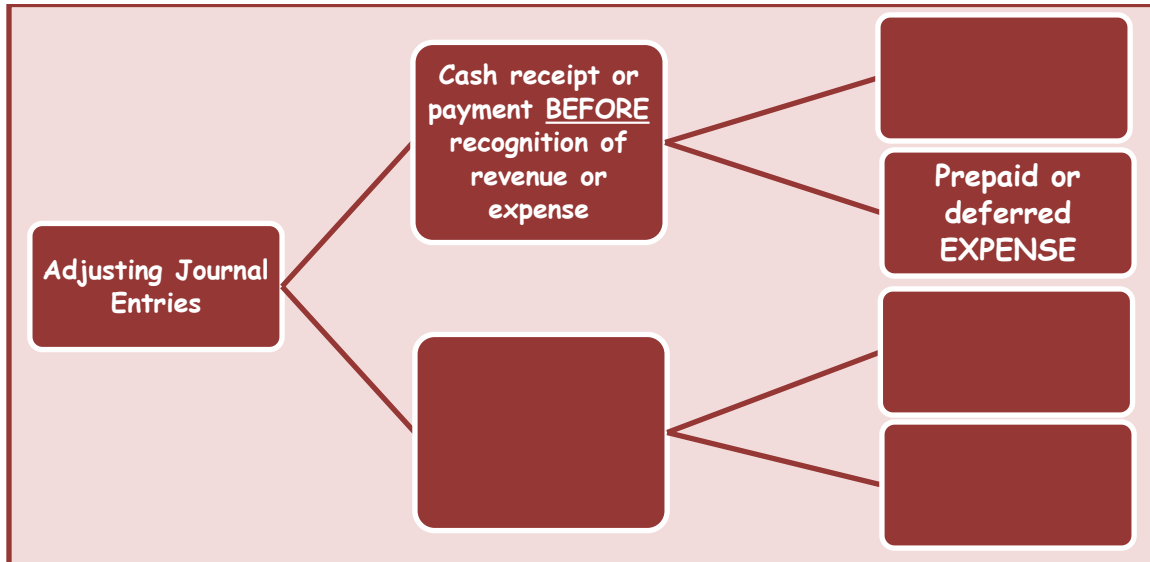 Cash receipt or
payment BEFORE
recognition of
revenue or
expense
Prepaid or
deferred
EXPENSE
Adjusting Journal
Entries